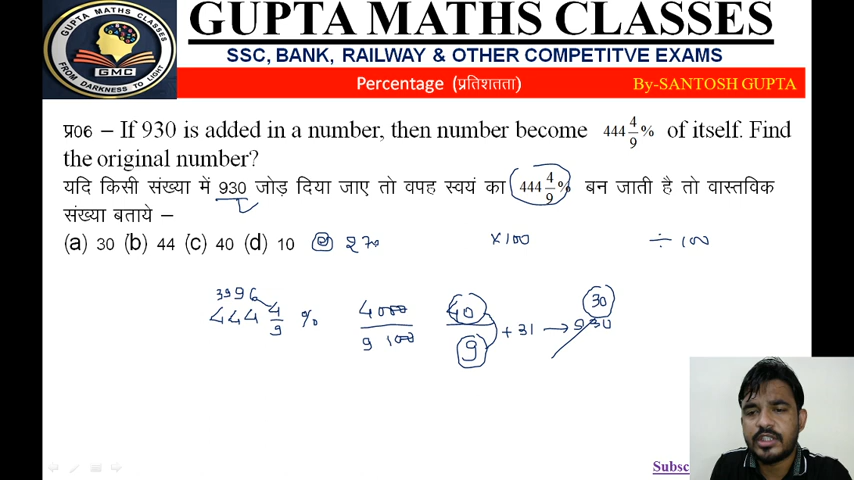 GUPTA MATHS CLASSES
GUPTA MATHS CLASSES
GMC
FROM DARKNESS TO LIGHT
SSC, BANK, RAILWAY & OTHER COMPETITVE EXAMS
Percentage (प्रतिशतता) By-SANTOSH GUPTA
प्र06 – If 930 is added in a number, then number become 444 4/9 % of itself. Find
the original number?
यदि किसी संख्या में 930 जोड़ दिया जाए तो वपह स्वयं का 444 4/9 % बन जाती है तो वास्तविक
संख्या बताये –
(a) 30 (b) 44 (c) 40 (d) 10 ⓔ 270 ×100 ÷ 100
3996
444 4/9 % 4000/9 100 40/9 + 31 → 930 30
Subsc